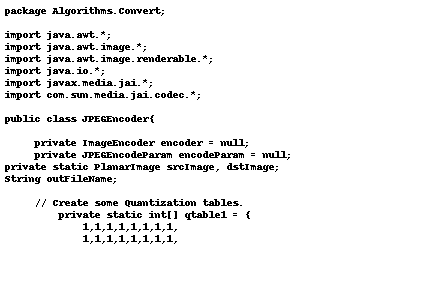 package Algorithms.Convert;
import java.awt.*;
import java.awt.image.*;
import java.awt.image.renderable.*;
import java.io.*;
import javax.media.jai.*;
import com.sun.media.jai.codec.*;
public class JPEGEncoder{
private ImageEncoder encoder = null;
private JPEGEncodeParam encodeParam = null;
private static PlanarImage srcImage, dstImage;
String outFileName;
// Create some Quantization tables.
private static int[] qtable1 = {
1,1,1,1,1,1,1,1,
1,1,1,1,1,1,1,1,